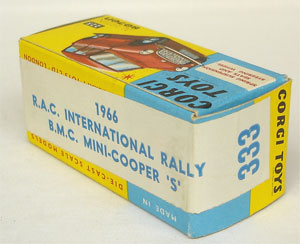 333
CORGI TOYS
1966
R.A.C. INTERNATIONAL RALLY
B.M.C. MINI-COOPER 'S'
333
CORGI TOYS
DIE-CAST SCALE MODELS
MADE IN